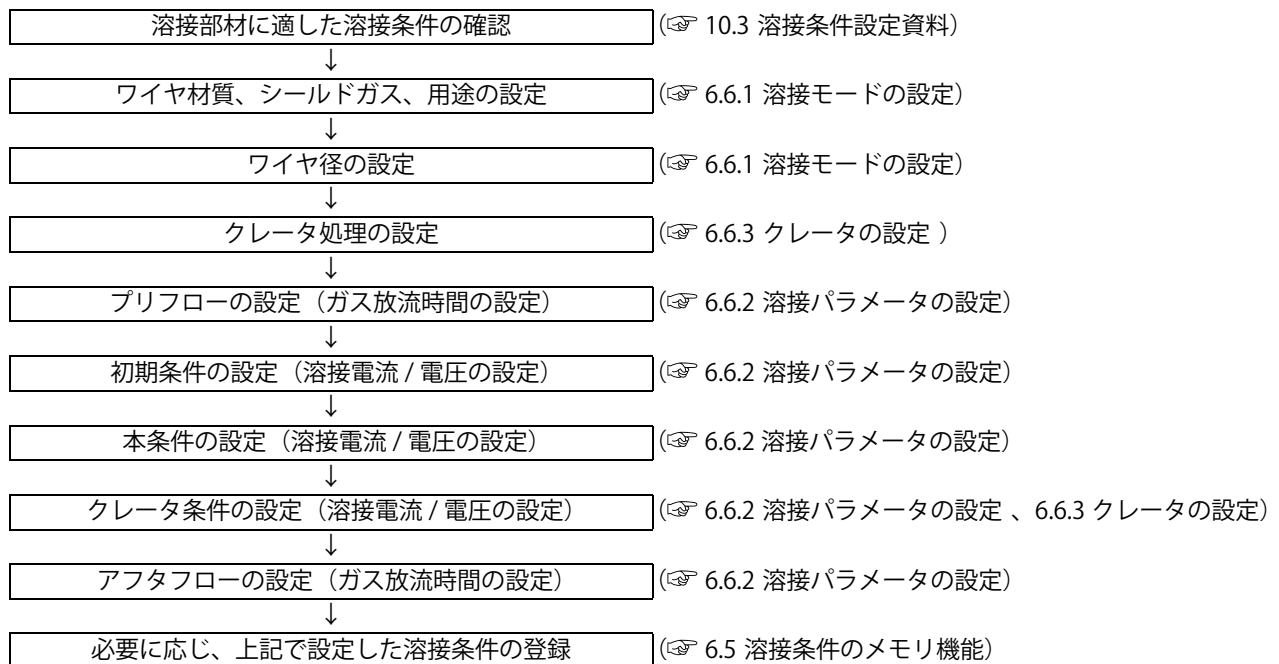 溶接部材に適した溶接条件の確認 (☞ 10.3 溶接条件設定資料)
↓
ワイヤ材質、シールドガス、用途の設定 (☞ 6.6.1 溶接モードの設定)
↓
ワイヤ径の設定 (☞ 6.6.1 溶接モードの設定)
↓
クレータ処理の設定 (☞ 6.6.3 クレータの設定 )
↓
プリフローの設定（ガス放流時間の設定） (☞ 6.6.2 溶接パラメータの設定)
↓
初期条件の設定（溶接電流 / 電圧の設定） (☞ 6.6.2 溶接パラメータの設定)
↓
本条件の設定（溶接電流 / 電圧の設定） (☞ 6.6.2 溶接パラメータの設定)
↓
クレータ条件の設定（溶接電流 / 電圧の設定） (☞ 6.6.2 溶接パラメータの設定 、6.6.3 クレータの設定)
↓
アフタフローの設定（ガス放流時間の設定） (☞ 6.6.2 溶接パラメータの設定)
↓
必要に応じ、上記で設定した溶接条件の登録 (☞ 6.5 溶接条件のメモリ機能)